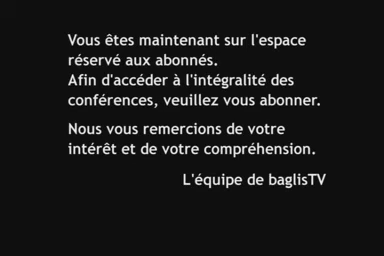 Vous êtes maintenant sur l'espace
réservé aux abonnés.
Afin d'accéder à l'intégralité des
conférences, veuillez vous abonner.
Nous vous remercions de votre
intérêt et de votre compréhension.
L'équipe de baglisTV